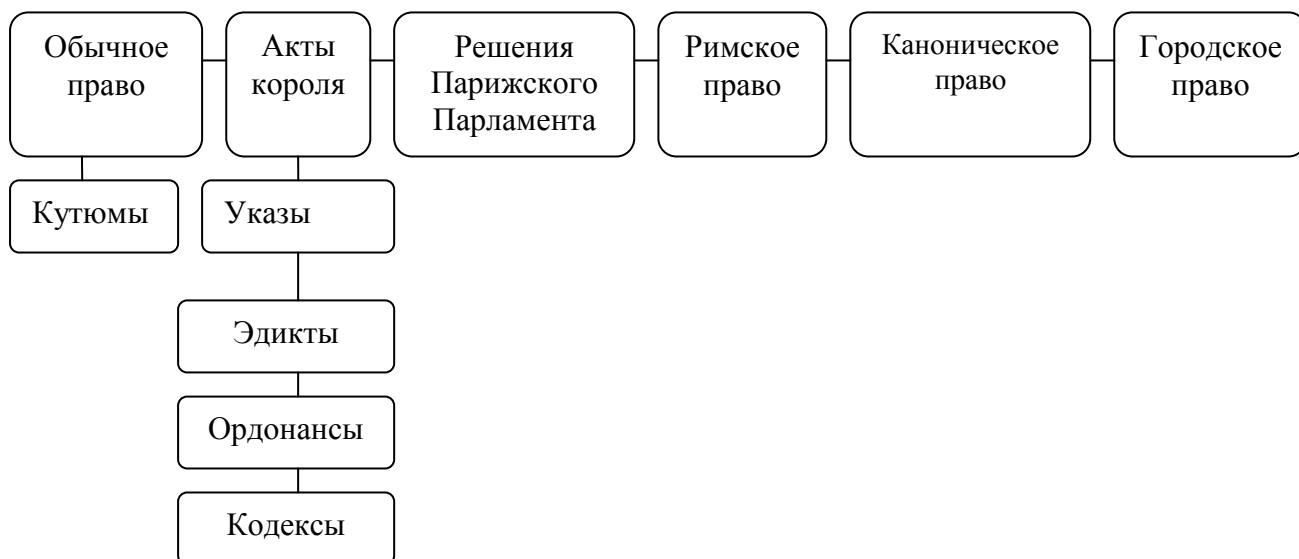 Обычное
право
Акты
короля
Решения
Парижского
Парламента
Римское
право
Каноническое
право
Городское
право
Кутюмы
Указы
Эдикты
Ордонансы
Кодексы